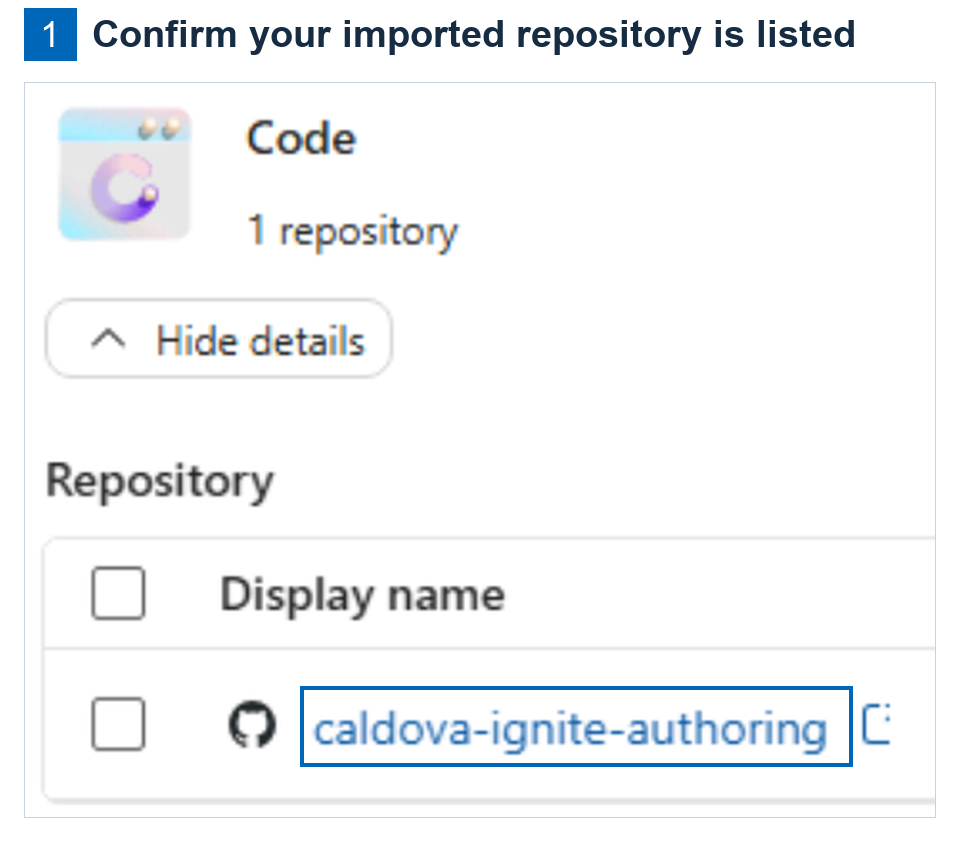 1 Confirm your imported repository is listed
Code
1 repository
Hide details
Repository
Display name
caldova-ignite-authoring